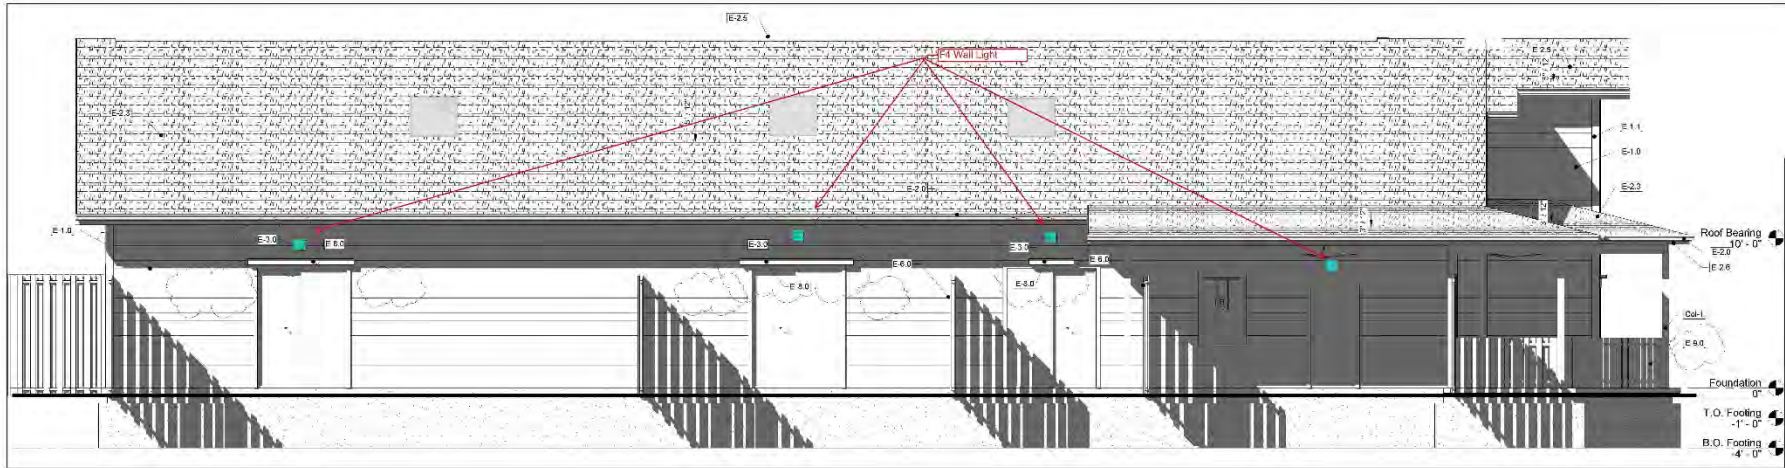 E-2.5
F4 Wall Light
E 2.5
E-2.3
E-1.1
E-1.0
E-2.0
E-2.3
E-1.0
E-3.0
E 8.0
E-3.0
E 3.0
E-6.0
E 6.0
E 8.0
E-8.0
Roof Bearing
10' - 0"
E-2.0
E-2.6
Col-1
E 9.0
Foundation
0"
T.O. Footing
-1' - 0"
B.O. Footing
-4' - 0"